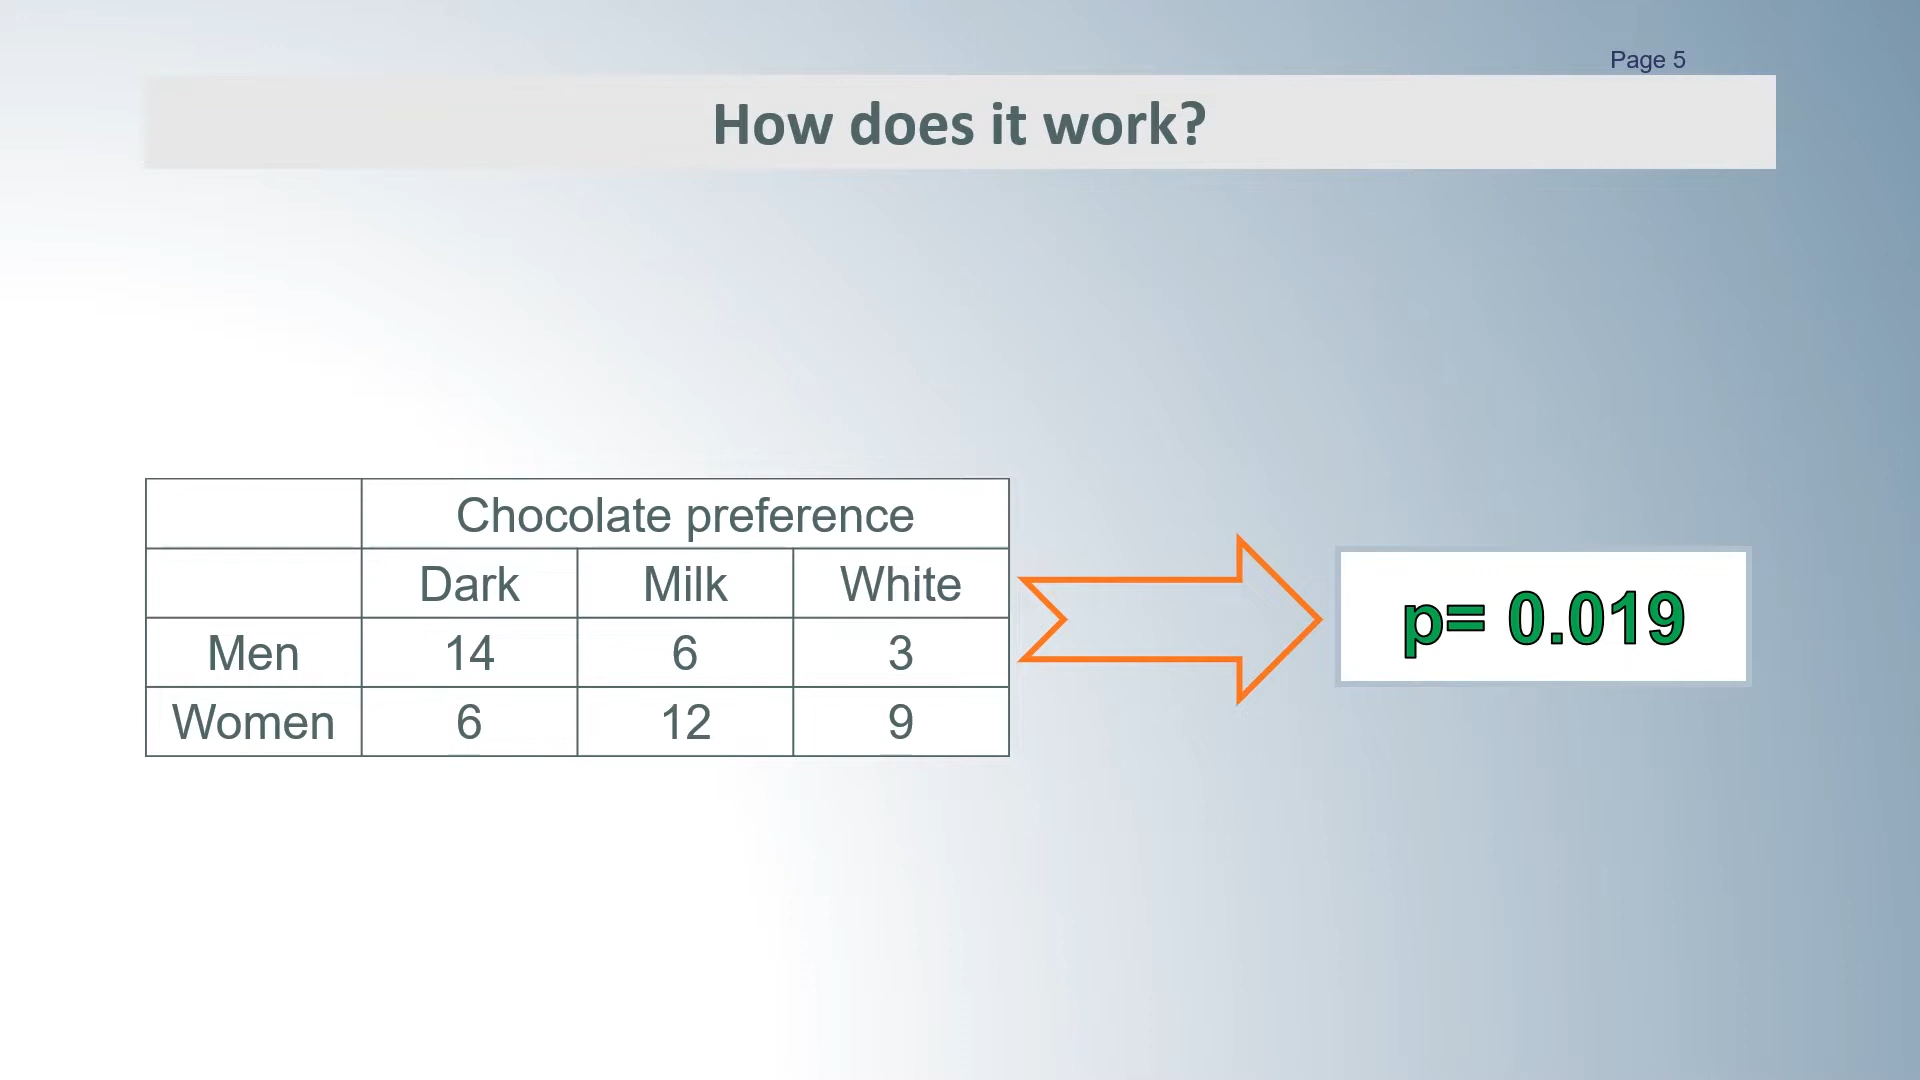 Page 5
How does it work?
Chocolate preference
Dark Milk White
Men 14 6 3
Women 6 12 9
p= 0.019